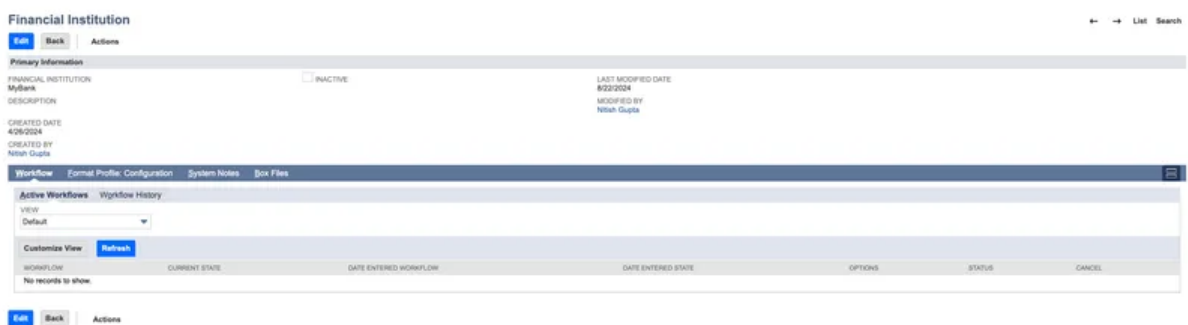 Financial Institution
← → List Search
Edit Back Actions
Primary Information
FINANCIAL INSTITUTION
MyBank
DESCRIPTION
CREATED DATE
4/26/2024
CREATED BY
Nitish Gupta
INACTIVE
LAST MODIFIED DATE
8/22/2024
MODIFIED BY
Nitish Gupta
Workflow Format Profile: Configuration System Notes Box Files
Active Workflows Workflow History
VIEW
Default
Customize View Refresh
WORKFLOW CURRENT STATE DATE ENTERED WORKFLOW DATE ENTERED STATE OPTIONS STATUS CANCEL
No records to show.
Edit Back Actions